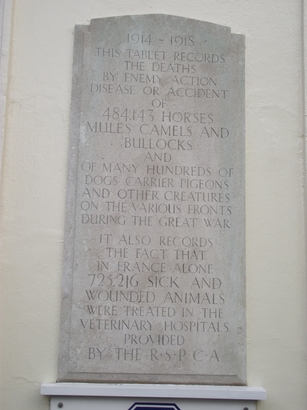 1914 - 1918
THIS TABLET RECORDS
THE DEATHS
BY ENEMY ACTION
DISEASE OR ACCIDENT
OF
484,143 HORSES
MULES CAMELS AND
BULLOCKS
AND
OF MANY HUNDREDS OF
DOGS CARRIER PIGEONS
AND OTHER CREATURES
ON THE VARIOUS FRONTS
DURING THE GREAT WAR
IT ALSO RECORDS
THE FACT THAT
IN FRANCE ALONE
725,216 SICK AND
WOUNDED ANIMALS
WERE TREATED IN THE
VETERINARY HOSPITALS
PROVIDED
BY THE R·S·P·C·A